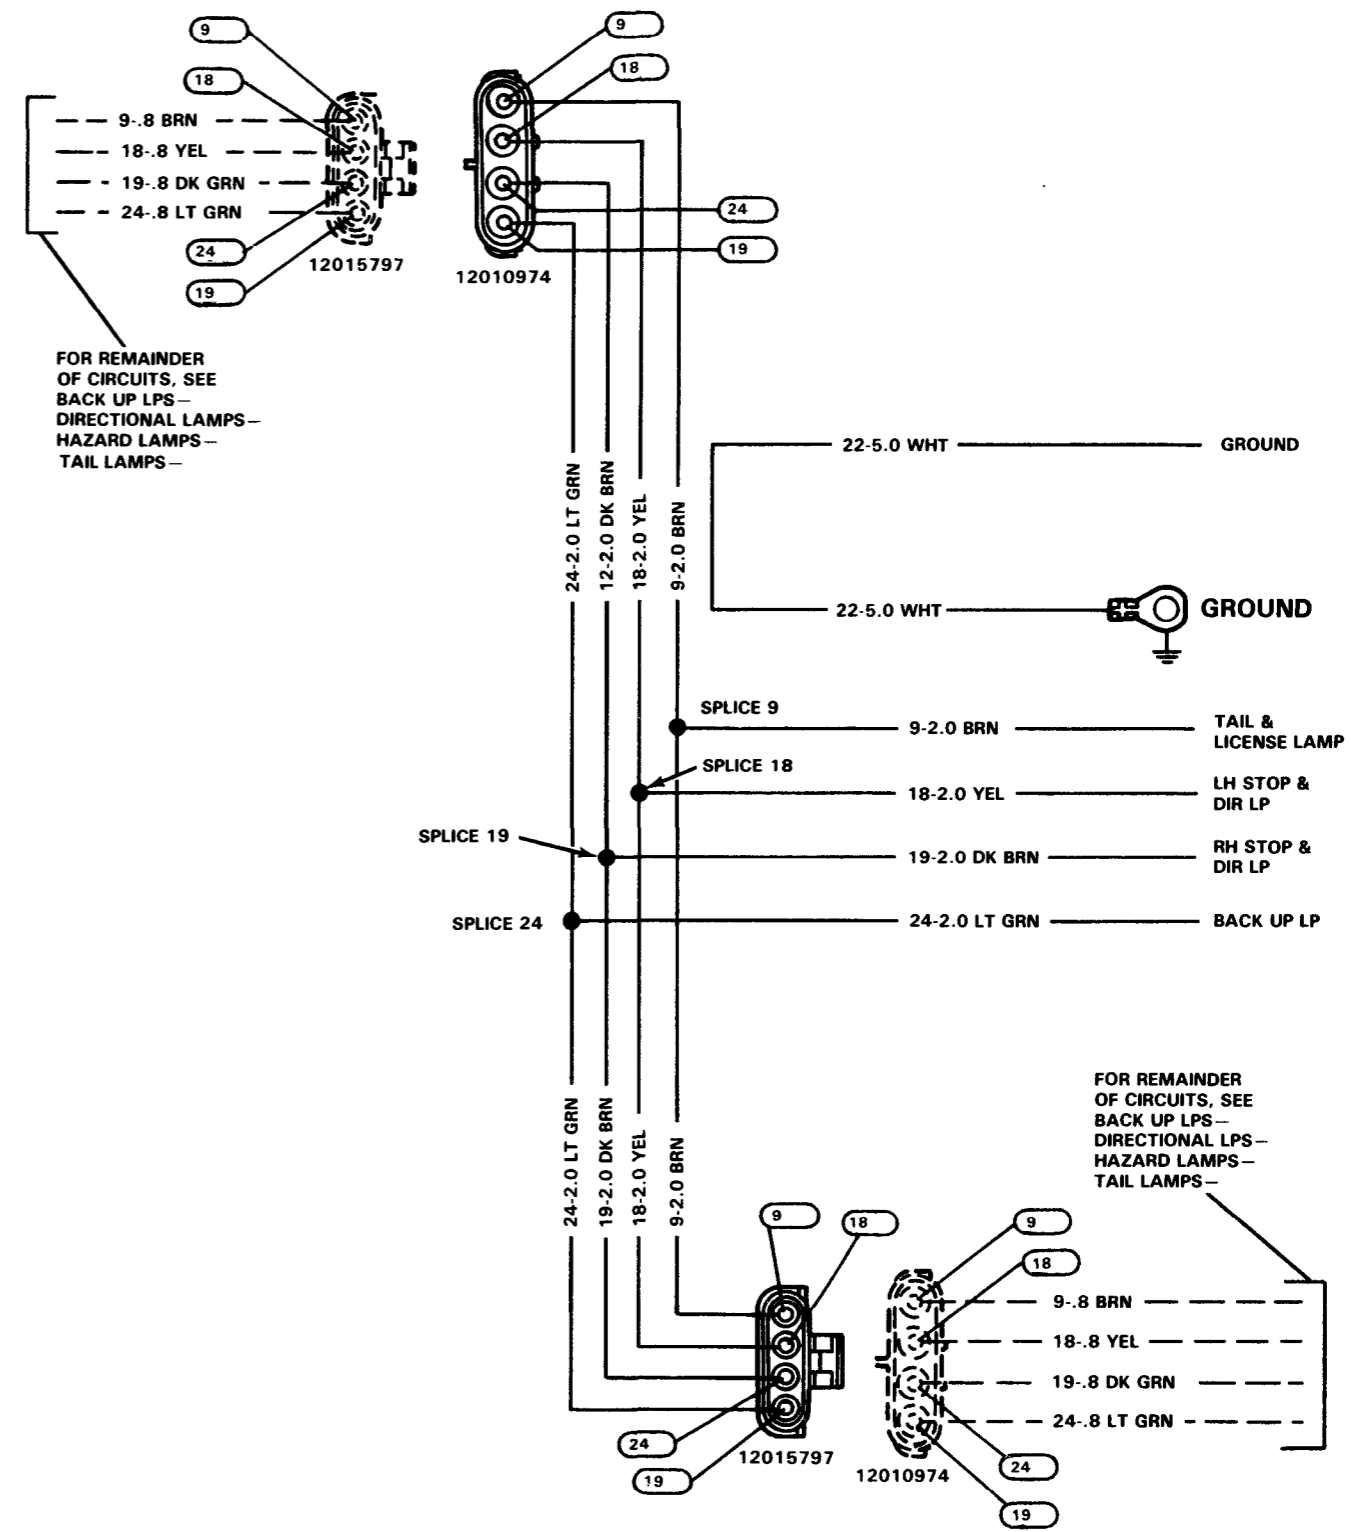 9
18
9-.8 BRN
18-.8 YEL
19-.8 DK GRN
24-.8 LT GRN
24
19
12015797
FOR REMAINDER
OF CIRCUITS, SEE
BACK UP LPS—
DIRECTIONAL LAMPS—
HAZARD LAMPS—
TAIL LAMPS—
9
18
24
19
12010974
24-2.0 LT GRN
12-2.0 DK BRN
18-2.0 YEL
9-2.0 BRN
22-5.0 WHT
GROUND
22-5.0 WHT
GROUND
SPLICE 9
9-2.0 BRN
TAIL &
LICENSE LAMP
SPLICE 18
18-2.0 YEL
LH STOP &
DIR LP
SPLICE 19
19-2.0 DK BRN
RH STOP &
DIR LP
SPLICE 24
24-2.0 LT GRN
BACK UP LP
24-2.0 LT GRN
19-2.0 DK BRN
18-2.0 YEL
9-2.0 BRN
9
18
24
19
12015797
FOR REMAINDER
OF CIRCUITS, SEE
BACK UP LPS—
DIRECTIONAL LPS—
HAZARD LAMPS—
TAIL LAMPS—
9
18
9-.8 BRN
18-.8 YEL
19-.8 DK GRN
24-.8 LT GRN
24
19
12010974